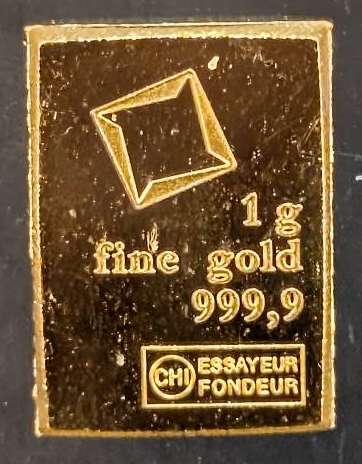 1 g
fine gold
999,9
CHI ESSAYEUR
FONDEUR